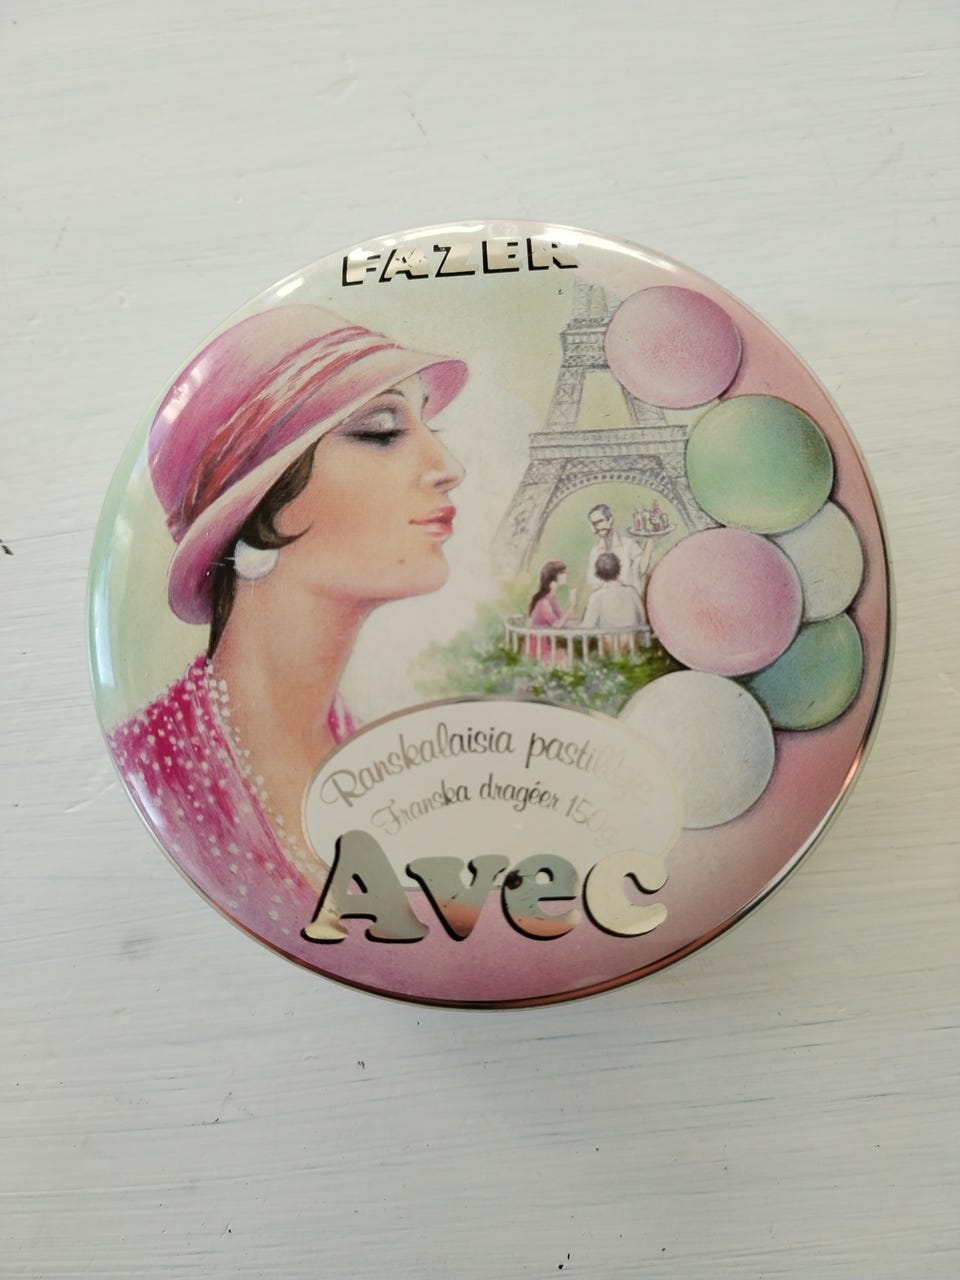 FAZER
Ranskalaisia pastilleja
Franska dragéer 150g
Avec